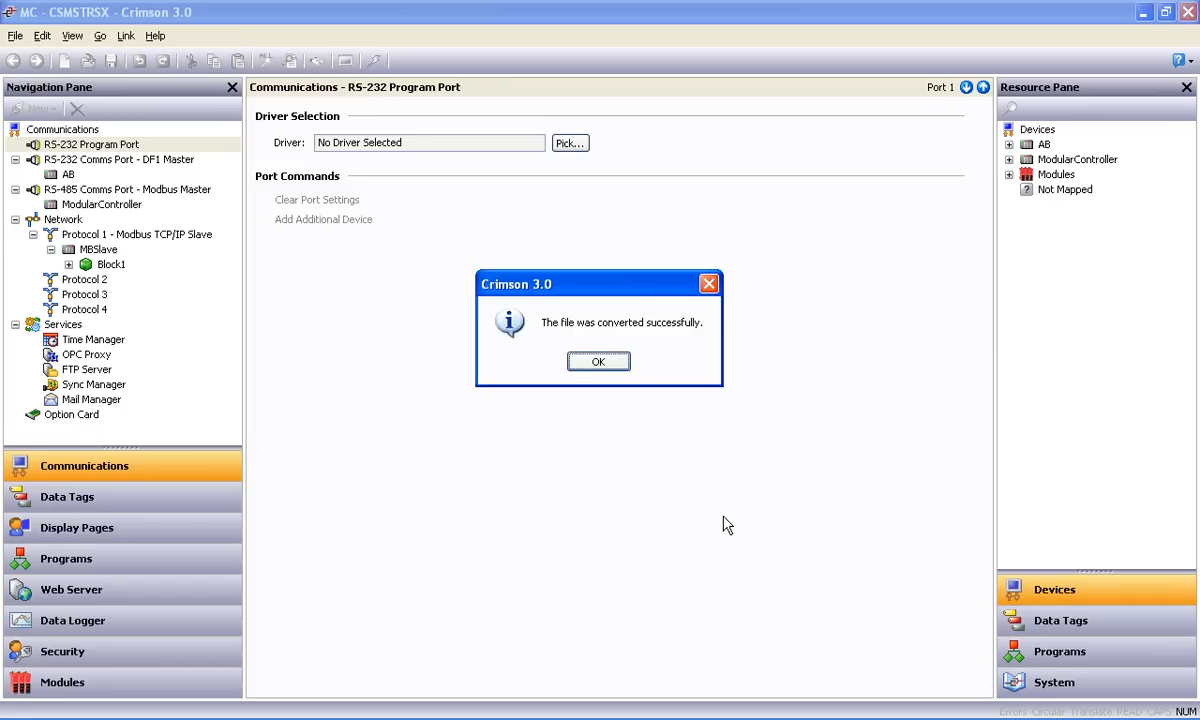 MC - CSMSTRSX - Crimson 3.0
File Edit View Go Link Help
Navigation Pane
New
Communications
RS-232 Program Port
RS-232 Comms Port - DF1 Master
AB
RS-485 Comms Port - Modbus Master
ModularController
Network
Protocol 1 - Modbus TCP/IP Slave
MBSlave
Block1
Protocol 2
Protocol 3
Protocol 4
Services
Time Manager
OPC Proxy
FTP Server
Sync Manager
Mail Manager
Option Card
Communications
Data Tags
Display Pages
Programs
Web Server
Data Logger
Security
Modules
Communications - RS-232 Program Port
Port 1
Driver Selection
Driver: No Driver Selected Pick...
Port Commands
Clear Port Settings
Add Additional Device
Crimson 3.0
The file was converted successfully.
OK
Resource Pane
Devices
AB
ModularController
Modules
Not Mapped
Devices
Data Tags
Programs
System
Errors Circular Translate READ CAPS NUM